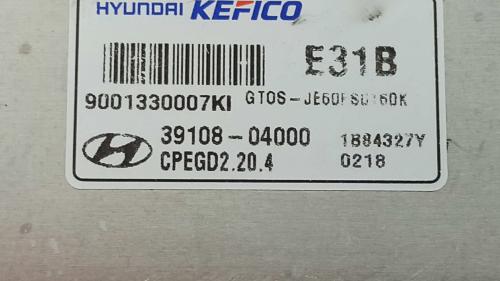 HYUNDAI KEFICO
E31B
9001330007KI
39108-04000 1B84327Y
CPEGD2.20.4 0218